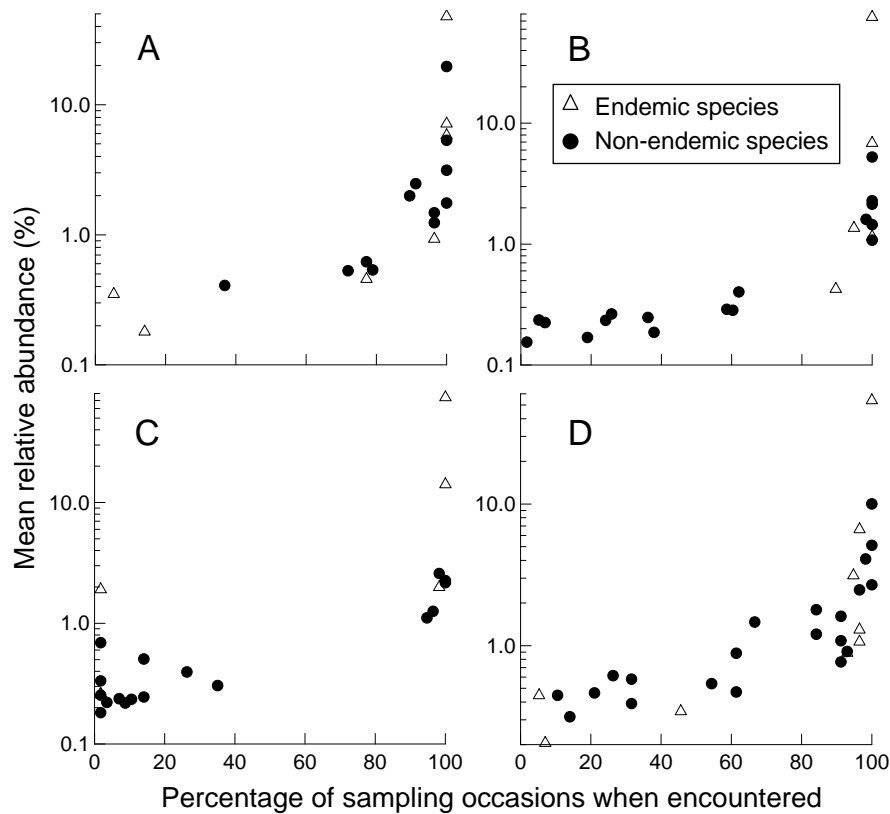 A
B
10.0
1.0
0.1
10.0
1.0
0.1
Endemic species
Non-endemic species
Mean relative abundance (%)
C
D
10.0
1.0
0.1
10.0
1.0
0 20 40 60 80 100
0 20 40 60 80 100
Percentage of sampling occasions when encountered